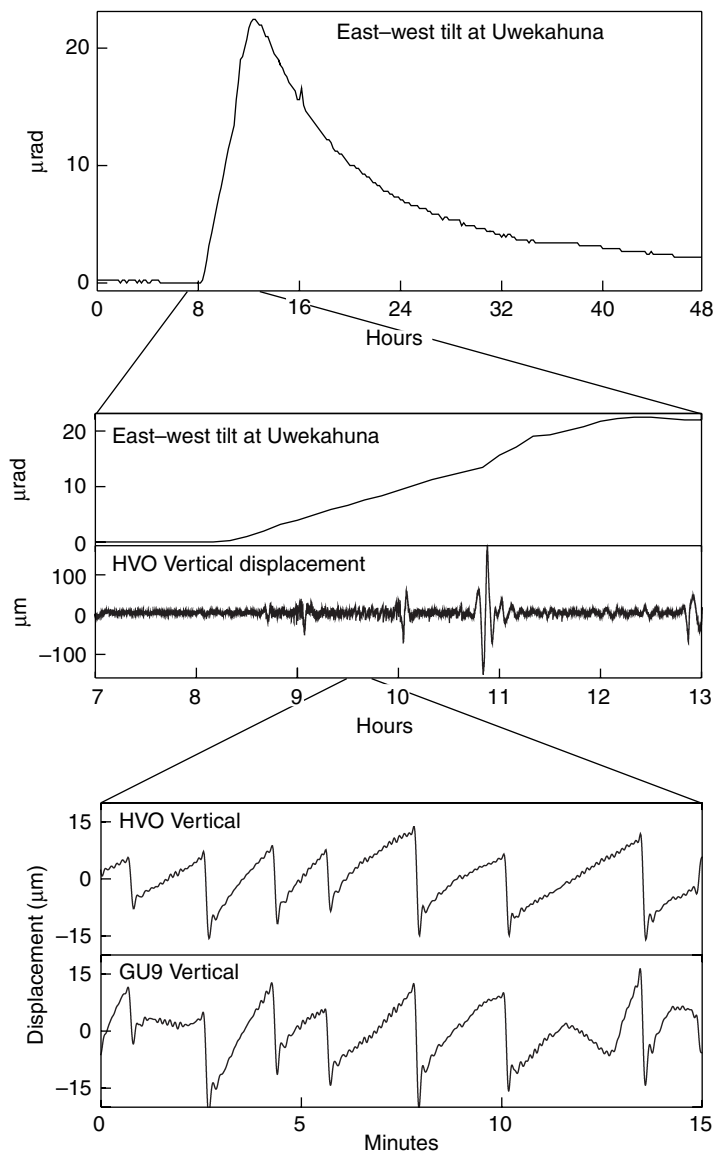 East–west tilt at Uwekahuna
μrad
20
10
0
0 8 16 24 32 40 48
Hours
East–west tilt at Uwekahuna
μrad
20
10
0
HVO Vertical displacement
μm
100
0
−100
7 8 9 10 11 12 13
Hours
HVO Vertical
15
0
−15
Displacement (μm)
GU9 Vertical
15
0
−15
0 5 10 15
Minutes